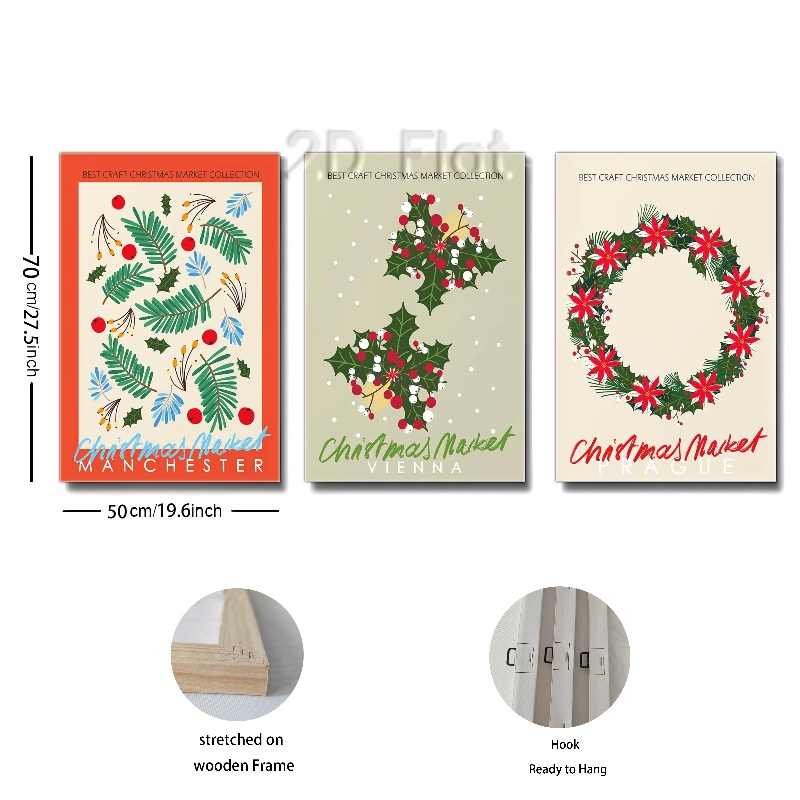 2D Flat
BEST CRAFT CHRISTMAS MARKET COLLECTION
Christmas Market
MANCHESTER
BEST CRAFT CHRISTMAS MARKET COLLECTION
Christmas Market
VIENNA
BEST CRAFT CHRISTMAS MARKET COLLECTION
Christmas Market
PRAGUE
70cm/27.5inch
50cm/19.6inch
stretched on
wooden Frame
Hook
Ready to Hang